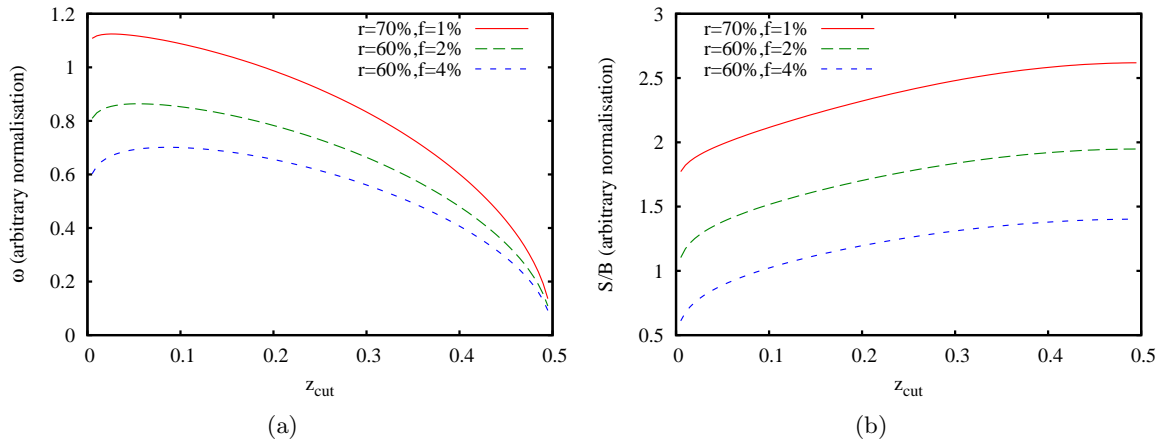 ω (arbitrary normalisation)
1.2
1
0.8
0.6
0.4
0.2
0
r=70%,f=1%
r=60%,f=2%
r=60%,f=4%
0 0.1 0.2 0.3 0.4 0.5
z_cut
(a)
S/B (arbitrary normalisation)
3
2.5
2
1.5
1
0.5
r=70%,f=1%
r=60%,f=2%
r=60%,f=4%
0 0.1 0.2 0.3 0.4 0.5
z_cut
(b)